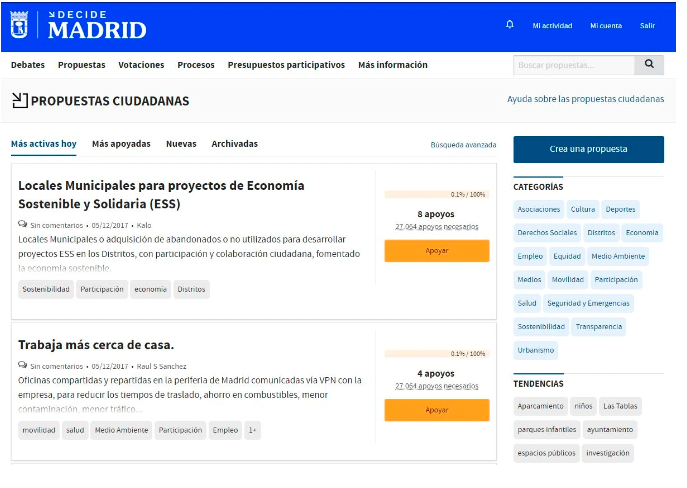 DECIDE
MADRID
Mi actividad Mi cuenta Salir
Debates Propuestas Votaciones Procesos Presupuestos participativos Más información
Buscar propuestas...
PROPUESTAS CIUDADANAS
Ayuda sobre las propuestas ciudadanas
Más activas hoy Más apoyadas Nuevas Archivadas
Búsqueda avanzada
Locales Municipales para proyectos de Economía
Sostenible y Solidaria (ESS)
Sin comentarios • 05/12/2017 • Kalo
Locales Municipales o adquisición de abandonados o no utilizados para desarrollar
proyectos ESS en los Distritos, con participación y colaboración ciudadana, fomentado
la economía sostenible.
Sostenibilidad Participación economia Distritos
0.1% / 100%
8 apoyos
27.064 apoyos necesarios
Apoyar
Trabaja más cerca de casa.
Sin comentarios • 05/12/2017 • Raul S Sanchez
Oficinas compartidas y repartidas en la periferia de Madrid comunicadas via VPN con la
empresa, para reducir los tiempos de traslado, ahorro en combustibles, menor
contaminación, menor tráfico...
movilidad salud Medio Ambiente Participación Empleo 1+
0.1% / 100%
4 apoyos
27.064 apoyos necesarios
Apoyar
Crea una propuesta
CATEGORÍAS
Asociaciones Cultura Deportes
Derechos Sociales Distritos Economía
Empleo Equidad Medio Ambiente
Medios Movilidad Participación
Salud Seguridad y Emergencias
Sostenibilidad Transparencia
Urbanismo
TENDENCIAS
Aparcamiento niños Las Tablas
parques infantiles ayuntamiento
espacios públicos investigación